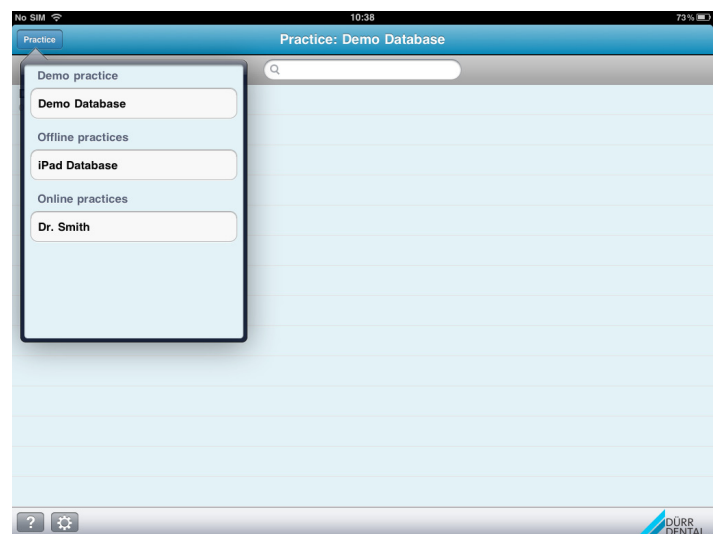 No SIM 10:38 73%
Practice Practice: Demo Database
Demo practice
Demo Database
Offline practices
iPad Database
Online practices
Dr. Smith
?
DÜRR
DENTAL